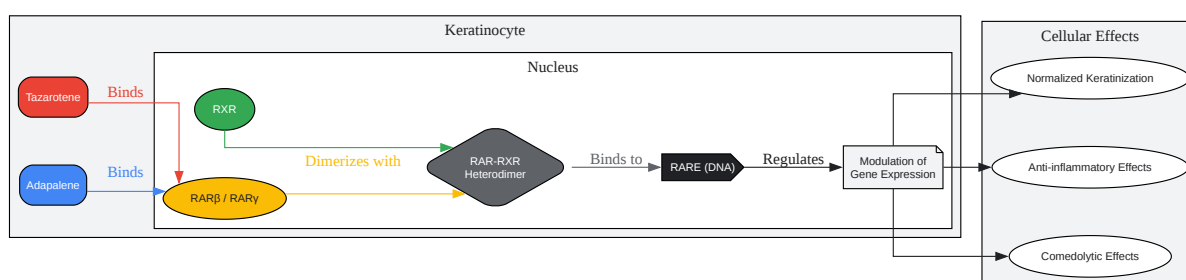 Keratinocyte
Cellular Effects
Nucleus
Tazarotene
Binds
RXR
Normalized Keratinization
Adapalene
Binds
Dimerizes with
RARβ / RARγ
RAR-RXR
Heterodimer
Binds to
RARE (DNA)
Regulates
Modulation of
Gene Expression
Anti-inflammatory Effects
Comedolytic Effects